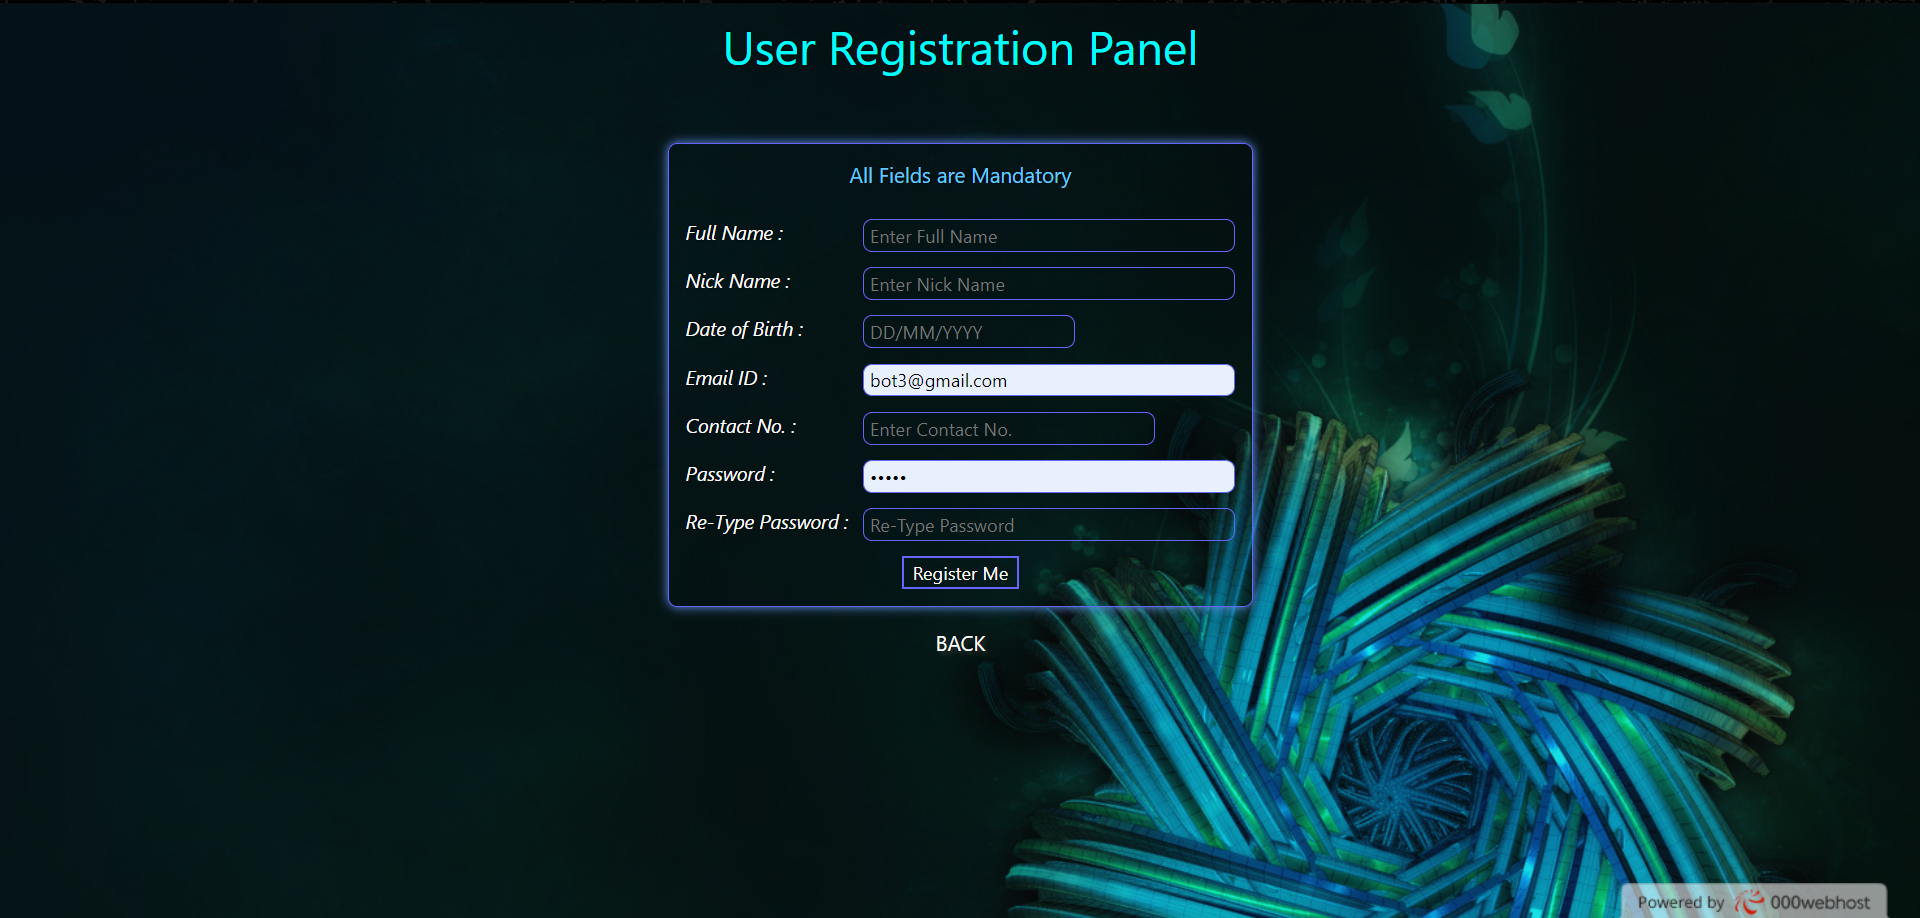 User Registration Panel
All Fields are Mandatory
Full Name : Enter Full Name
Nick Name : Enter Nick Name
Date of Birth : DD/MM/YYYY
Email ID : bot3@gmail.com
Contact No. : Enter Contact No.
Password : •••••
Re-Type Password : Re-Type Password
Register Me
BACK
Powered by 000webhost